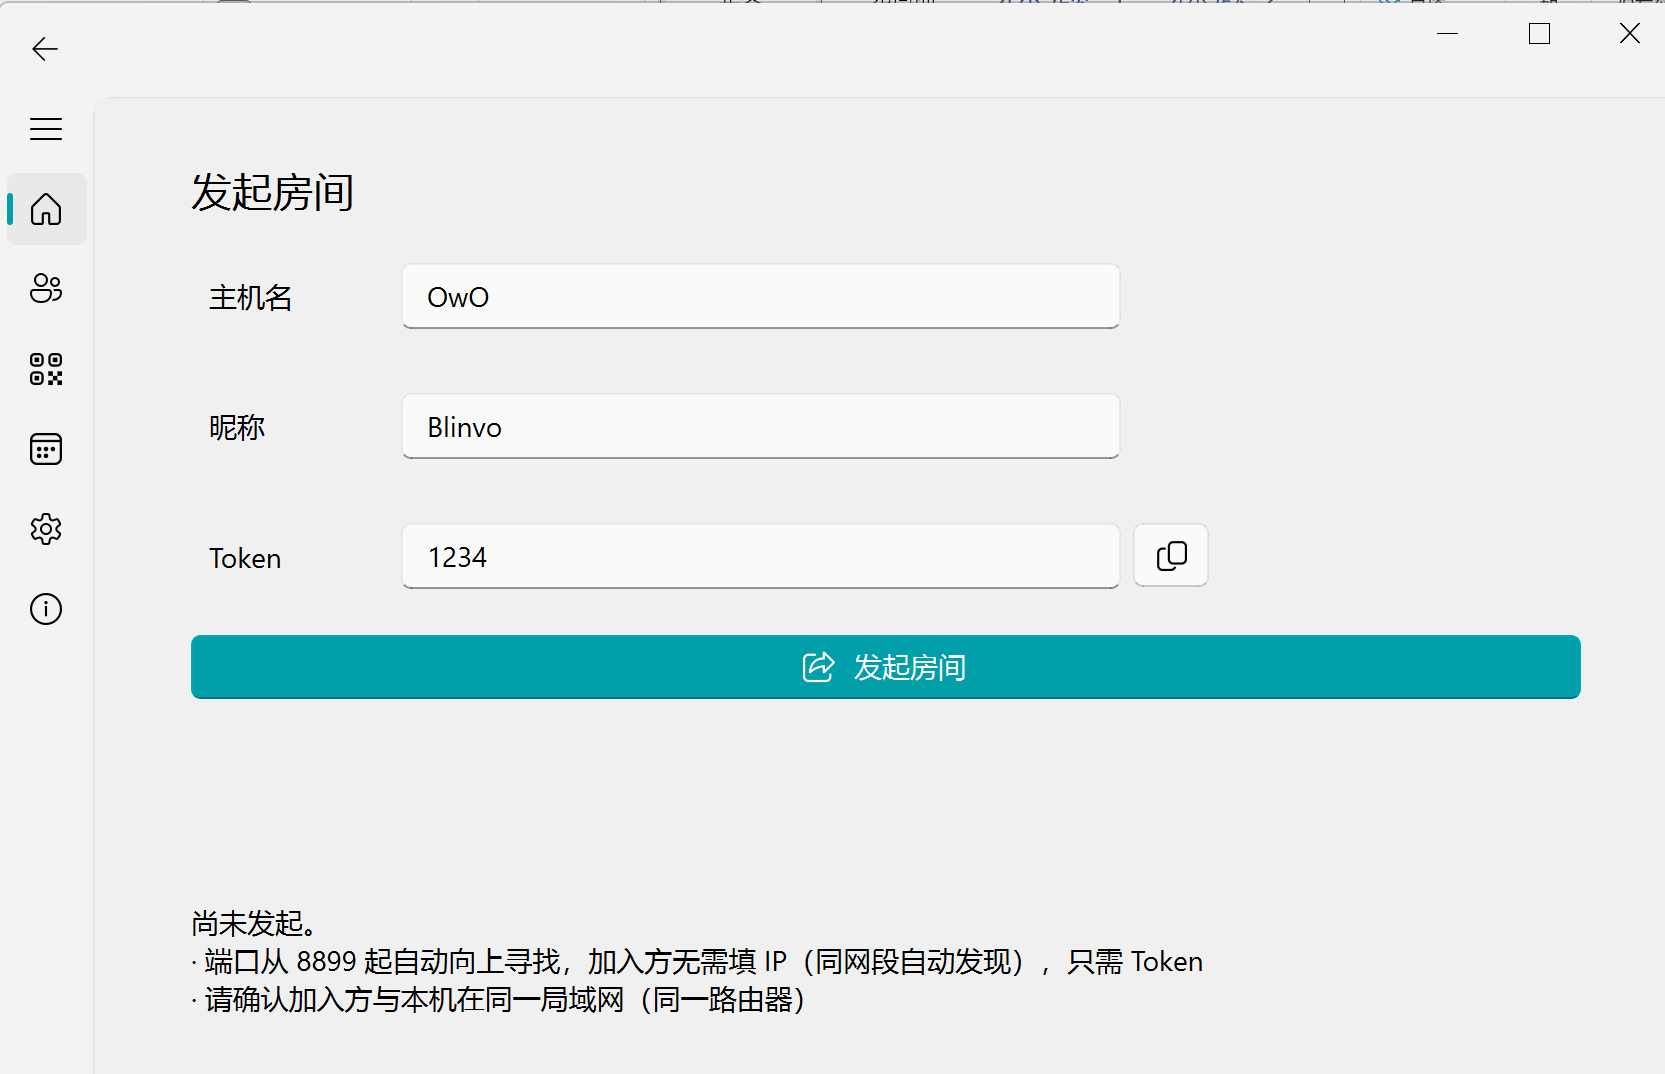 发起房间
主机名
OwO
昵称
Blinvo
Token
1234
发起房间
尚未发起。
· 端口从 8899 起自动向上寻找，加入方无需填 IP（同网段自动发现），只需 Token
· 请确认加入方与本机在同一局域网（同一路由器）